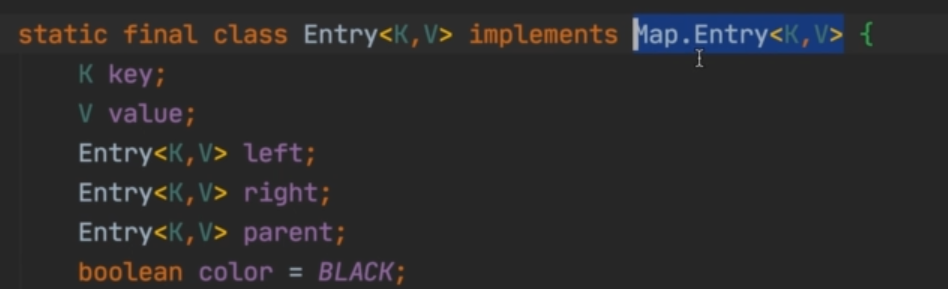 static final class Entry<K,V> implements Map.Entry<K,V> {
K key;
V value;
Entry<K,V> left;
Entry<K,V> right;
Entry<K,V> parent;
boolean color = BLACK;